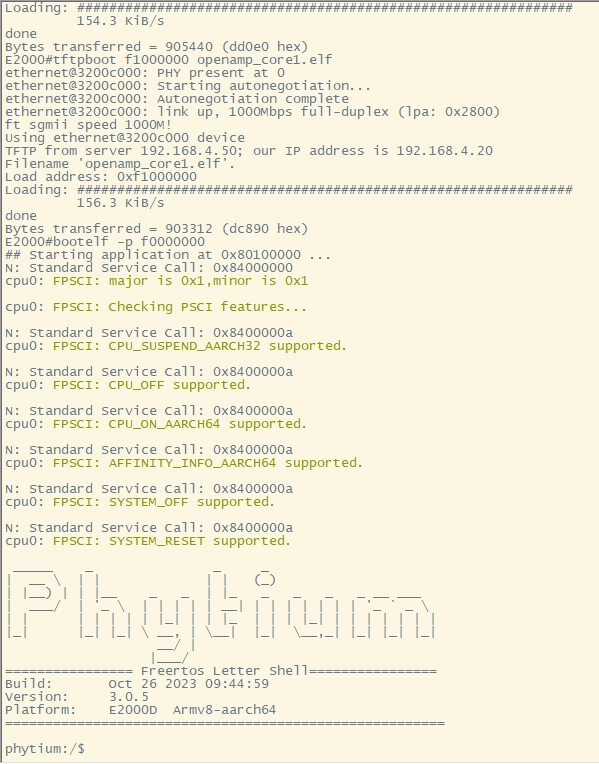 Loading: ##############################################################
         154.3 KiB/s
done
Bytes transferred = 905440 (dd0e0 hex)
E2000#tftpboot f1000000 openamp_core1.elf
ethernet@3200c000: PHY present at 0
ethernet@3200c000: Starting autonegotiation...
ethernet@3200c000: Autonegotiation complete
ethernet@3200c000: link up, 1000Mbps full-duplex (lpa: 0x2800)
ft sgmii speed 1000M!
Using ethernet@3200c000 device
TFTP from server 192.168.4.50; our IP address is 192.168.4.20
Filename 'openamp_core1.elf'.
Load address: 0xf1000000
Loading: ##############################################################
         156.3 KiB/s
done
Bytes transferred = 903312 (dc890 hex)
E2000#bootelf -p f0000000
## Starting application at 0x80100000 ...
N: Standard Service Call: 0x84000000
cpu0: FPSCI: major is 0x1,minor is 0x1
N: Standard Service Call: 0x8400000a
cpu0: FPSCI: Checking PSCI features...
cpu0: FPSCI: CPU_SUSPEND_AARCH32 supported.
N: Standard Service Call: 0x8400000a
cpu0: FPSCI: CPU_OFF supported.
N: Standard Service Call: 0x8400000a
cpu0: FPSCI: CPU_ON_AARCH64 supported.
N: Standard Service Call: 0x8400000a
cpu0: FPSCI: AFFINITY_INFO_AARCH64 supported.
N: Standard Service Call: 0x8400000a
cpu0: FPSCI: SYSTEM_OFF supported.
N: Standard Service Call: 0x8400000a
cpu0: FPSCI: SYSTEM_RESET supported.
Phytium
================ Freertos Letter Shell================
Build:       Oct 26 2023 09:44:59
Version:     3.0.5
Platform:    E2000D  Armv8-aarch64
=======================================================
phytium:/$